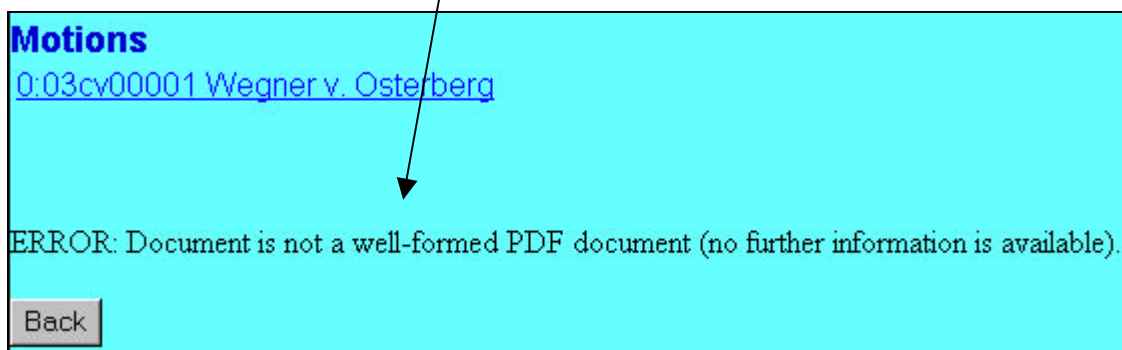 Motions
0:03cv00001 Wegner v. Osterberg
ERROR: Document is not a well-formed PDF document (no further information is available).
Back